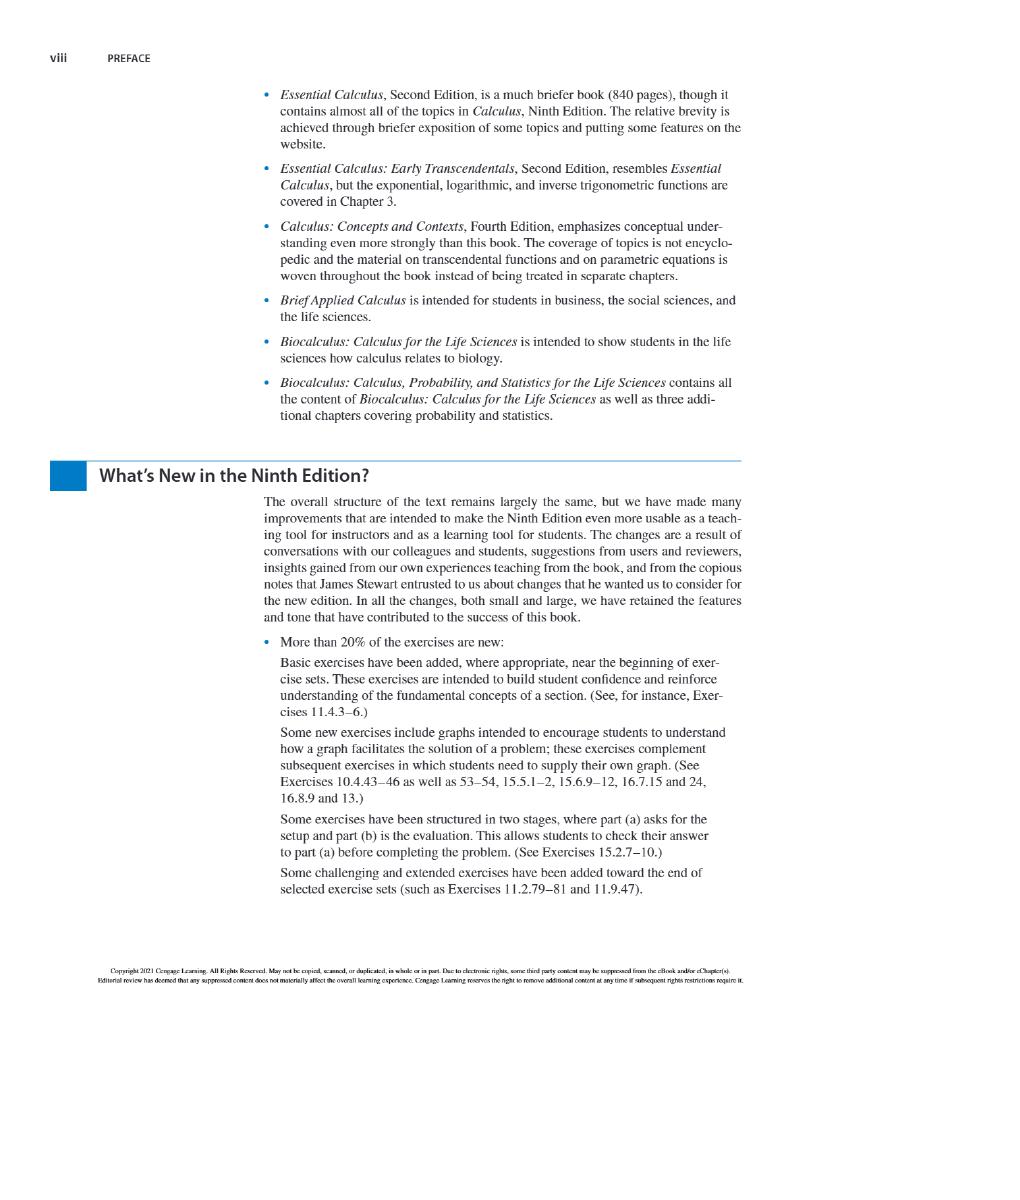 viii PREFACE
• Essential Calculus, Second Edition, is a much briefer book (840 pages), though it
contains almost all of the topics in Calculus, Ninth Edition. The relative brevity is
achieved through briefer exposition of some topics and putting some features on the
website.
• Essential Calculus: Early Transcendentals, Second Edition, resembles Essential
Calculus, but the exponential, logarithmic, and inverse trigonometric functions are
covered in Chapter 3.
• Calculus: Concepts and Contexts, Fourth Edition, emphasizes conceptual under-
standing even more strongly than this book. The coverage of topics is not encyclo-
pedic and the material on transcendental functions and on parametric equations is
woven throughout the book instead of being treated in separate chapters.
• Brief Applied Calculus is intended for students in business, the social sciences, and
the life sciences.
• Biocalculus: Calculus for the Life Sciences is intended to show students in the life
sciences how calculus relates to biology.
• Biocalculus: Calculus, Probability, and Statistics for the Life Sciences contains all
the content of Biocalculus: Calculus for the Life Sciences as well as three addi-
tional chapters covering probability and statistics.
What's New in the Ninth Edition?
The overall structure of the text remains largely the same, but we have made many
improvements that are intended to make the Ninth Edition even more usable as a teach-
ing tool for instructors and as a learning tool for students. The changes are a result of
conversations with our colleagues and students, suggestions from users and reviewers,
insights gained from our own experiences teaching from the book, and from the copious
notes that James Stewart entrusted to us about changes that he wanted us to consider for
the new edition. In all the changes, both small and large, we have retained the features
and tone that have contributed to the success of this book.
• More than 20% of the exercises are new:
Basic exercises have been added, where appropriate, near the beginning of exer-
cise sets. These exercises are intended to build student confidence and reinforce
understanding of the fundamental concepts of a section. (See, for instance, Exer-
cises 11.4.3–6.)
Some new exercises include graphs intended to encourage students to understand
how a graph facilitates the solution of a problem; these exercises complement
subsequent exercises in which students need to supply their own graph. (See
Exercises 10.4.43–46 as well as 53–54, 15.5.1–2, 15.6.9–12, 16.7.15 and 24,
16.8.9 and 13.)
Some exercises have been structured in two stages, where part (a) asks for the
setup and part (b) is the evaluation. This allows students to check their answer
to part (a) before completing the problem. (See Exercises 15.2.7–10.)
Some challenging and extended exercises have been added toward the end of
selected exercise sets (such as Exercises 11.2.79–81 and 11.9.47).
Copyright 2021 Cengage Learning. All Rights Reserved. May not be copied, scanned, or duplicated, in whole or in part. Due to electronic rights, some third party content may be suppressed from the eBook and/or eChapter(s).
Editorial review has deemed that any suppressed content does not materially affect the overall learning experience. Cengage Learning reserves the right to remove additional content at any time if subsequent rights restrictions require it.